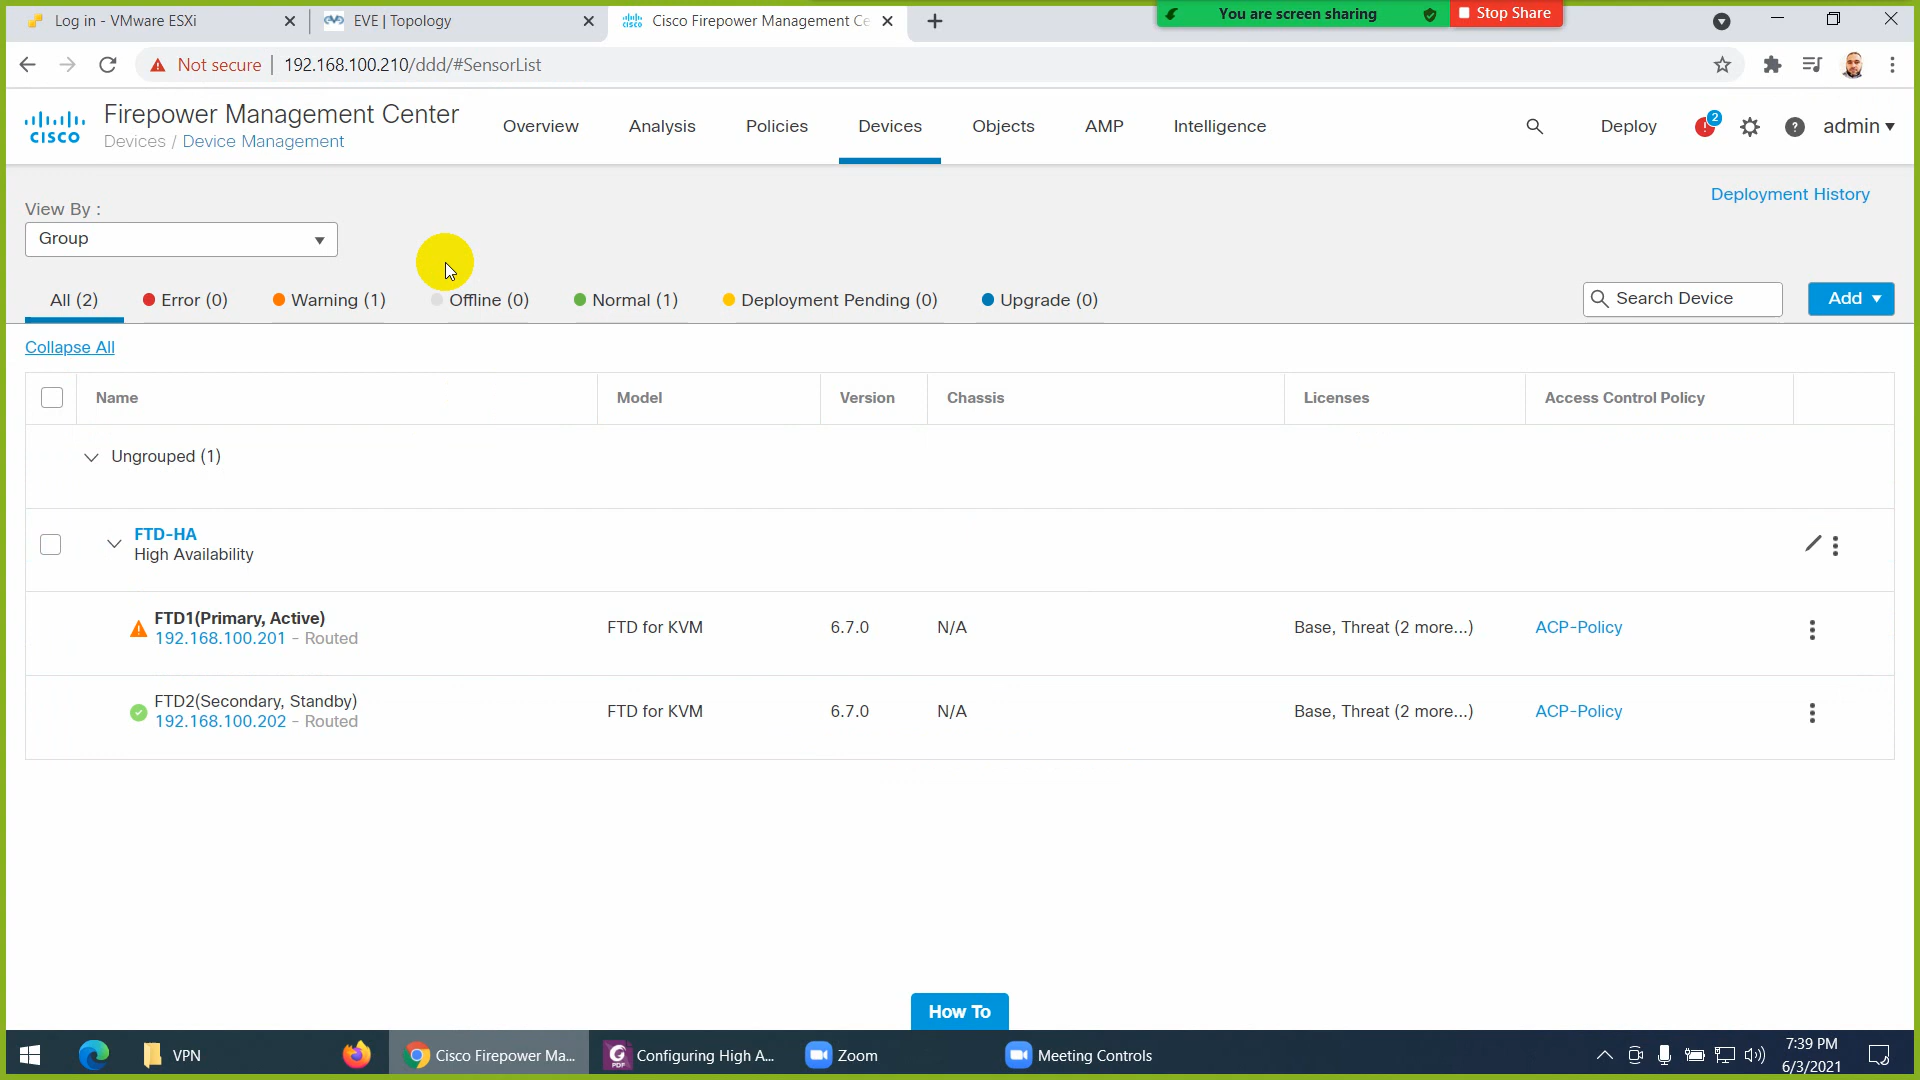 Log in - VMware ESXi
EVE | Topology
Cisco Firepower Management Ce
You are screen sharing
Stop Share
Not secure
192.168.100.210/ddd/#SensorList
cisco
Firepower Management Center
Devices / Device Management
Overview
Analysis
Policies
Devices
Objects
AMP
Intelligence
Deploy
2
admin
Deployment History
View By :
Group
All (2)
Error (0)
Warning (1)
Offline (0)
Normal (1)
Deployment Pending (0)
Upgrade (0)
Search Device
Add
Collapse All
Name
Model
Version
Chassis
Licenses
Access Control Policy
Ungrouped (1)
FTD-HA
High Availability
FTD1(Primary, Active)
192.168.100.201 - Routed
FTD for KVM
6.7.0
N/A
Base, Threat (2 more...)
ACP-Policy
FTD2(Secondary, Standby)
192.168.100.202 - Routed
FTD for KVM
6.7.0
N/A
Base, Threat (2 more...)
ACP-Policy
How To
VPN
Cisco Firepower Ma...
PDF
Configuring High A...
Zoom
Meeting Controls
7:39 PM
6/3/2021